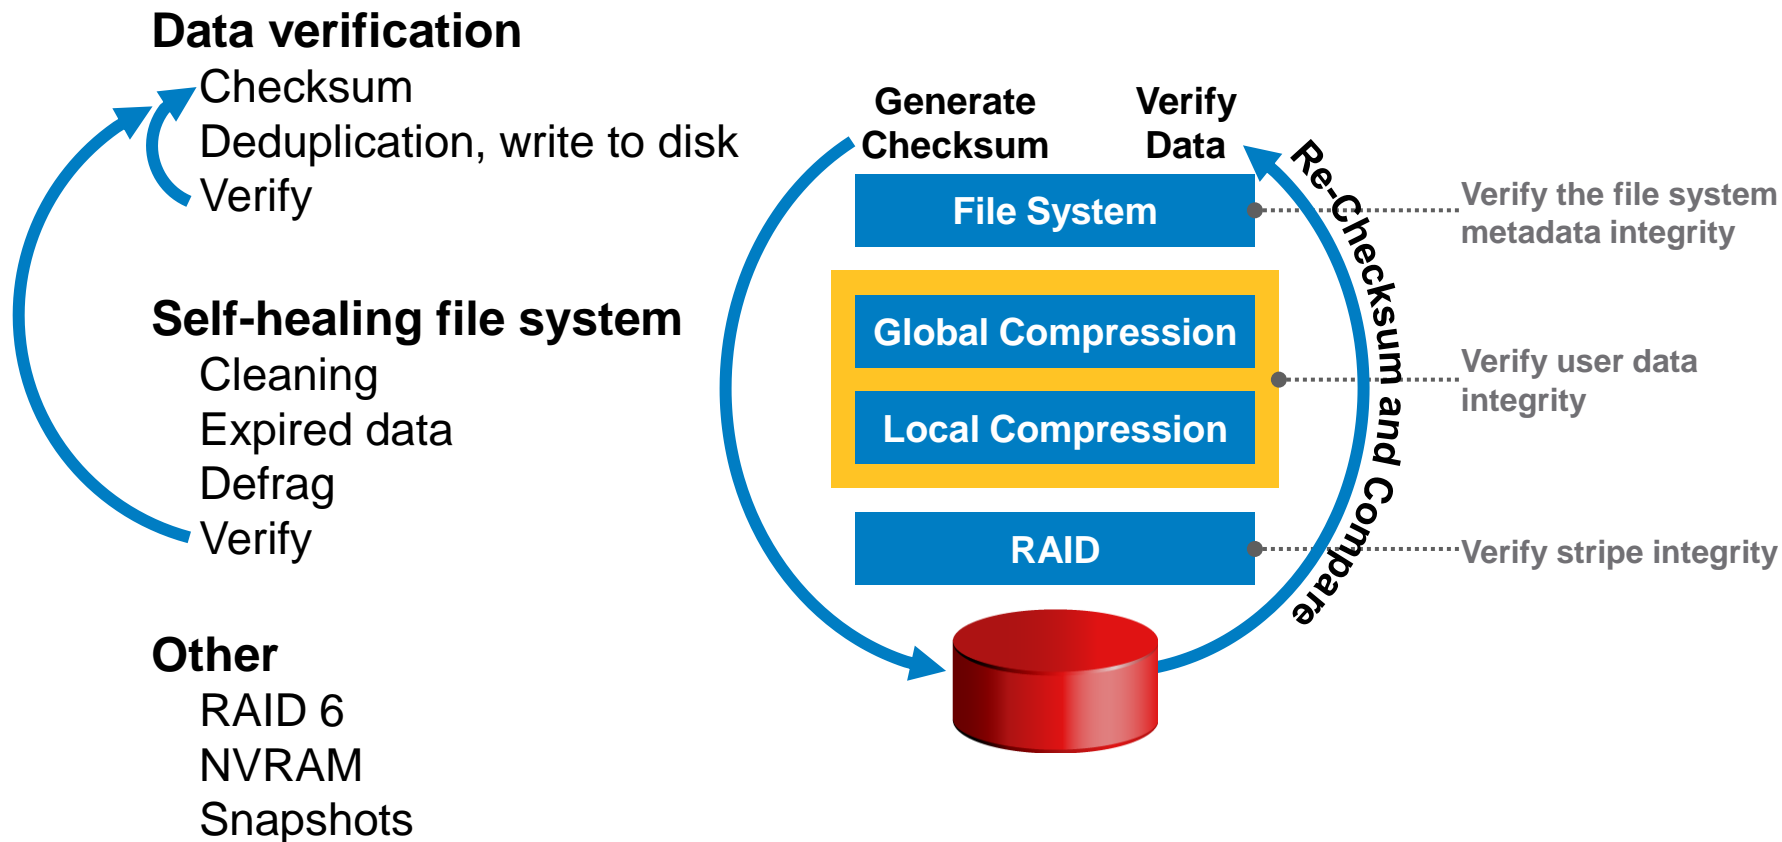 Data verification
Checksum
Deduplication, write to disk
Verify
Self-healing file system
Cleaning
Expired data
Defrag
Verify
Other
RAID 6
NVRAM
Snapshots
Generate
Checksum
Verify
Data
File System
Global Compression
Local Compression
RAID
Re-Checksum and Compare
Verify the file system
metadata integrity
Verify user data
integrity
Verify stripe integrity